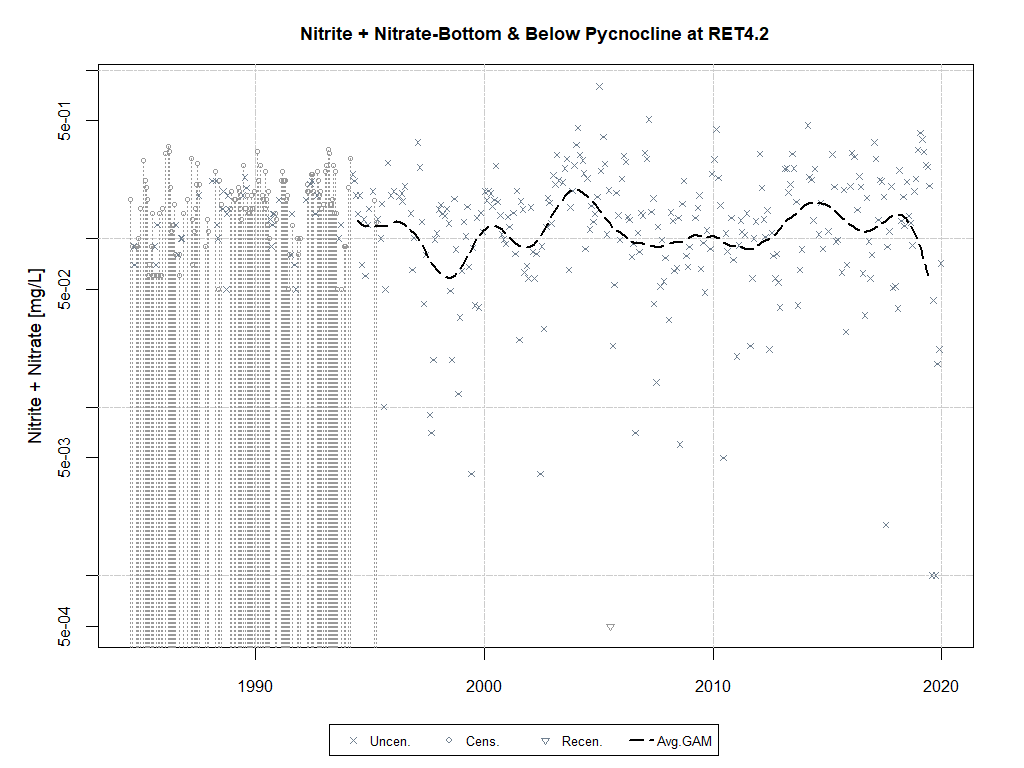 Nitrite + Nitrate-Bottom & Below Pycnocline at RET4.2
Nitrite + Nitrate [mg/L]
5e-01
5e-02
5e-03
5e-04
1990 2000 2010 2020
Uncen. Cens. Recen. Avg.GAM